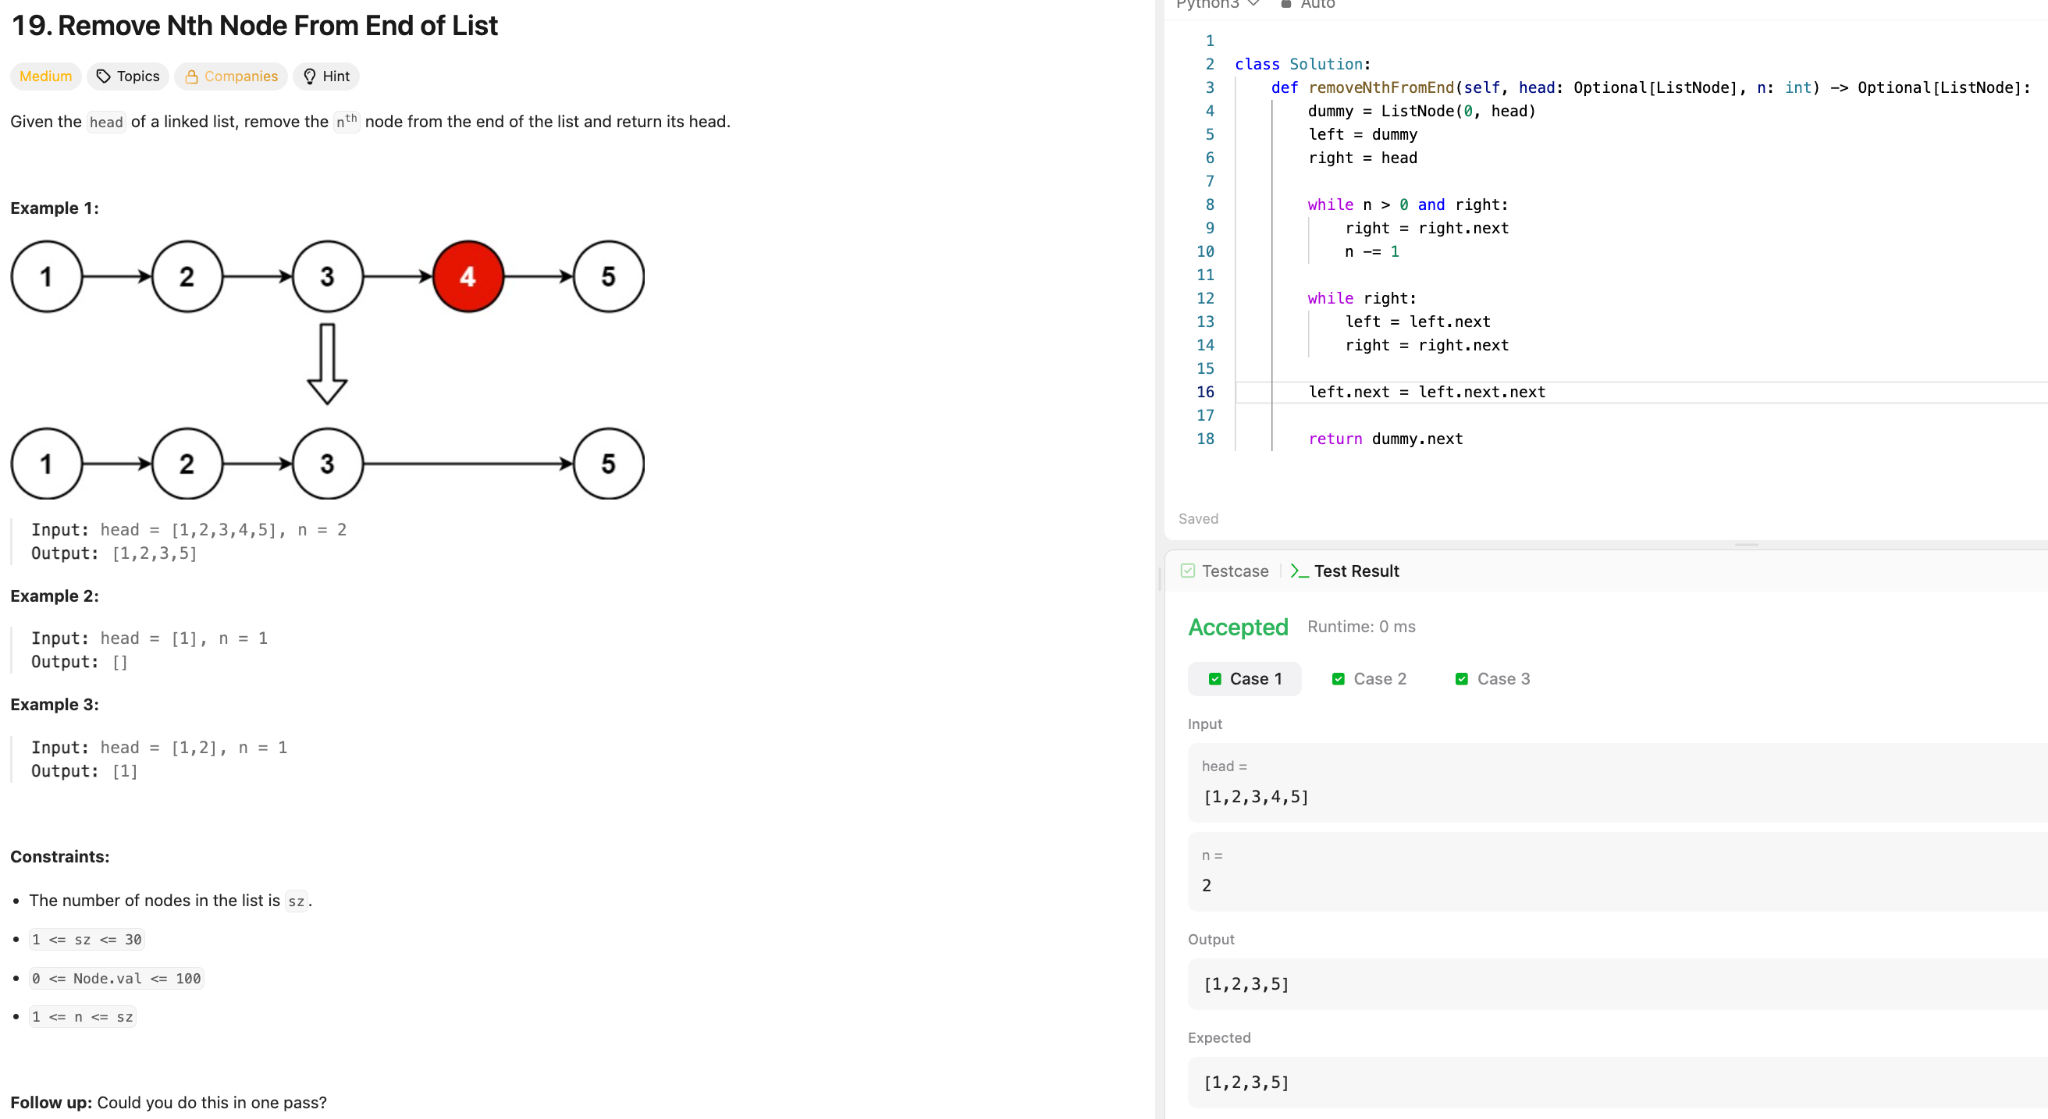 19. Remove Nth Node From End of List
Medium Topics Companies Hint
Given the head of a linked list, remove the nth node from the end of the list and return its head.
Example 1:
1 2 3 4 5
1 2 3 5
Input: head = [1,2,3,4,5], n = 2
Output: [1,2,3,5]
Example 2:
Input: head = [1], n = 1
Output: []
Example 3:
Input: head = [1,2], n = 1
Output: [1]
Constraints:
• The number of nodes in the list is sz.
• 1 <= sz <= 30
• 0 <= Node.val <= 100
• 1 <= n <= sz
Follow up: Could you do this in one pass?
Python3 Auto
1
2 class Solution:
3 def removeNthFromEnd(self, head: Optional[ListNode], n: int) -> Optional[ListNode]:
4 dummy = ListNode(0, head)
5 left = dummy
6 right = head
7
8 while n > 0 and right:
9 right = right.next
10 n -= 1
11
12 while right:
13 left = left.next
14 right = right.next
15
16 left.next = left.next.next
17
18 return dummy.next
Saved
Testcase >_ Test Result
Accepted Runtime: 0 ms
Case 1 Case 2 Case 3
Input
head =
[1,2,3,4,5]
n =
2
Output
[1,2,3,5]
Expected
[1,2,3,5]